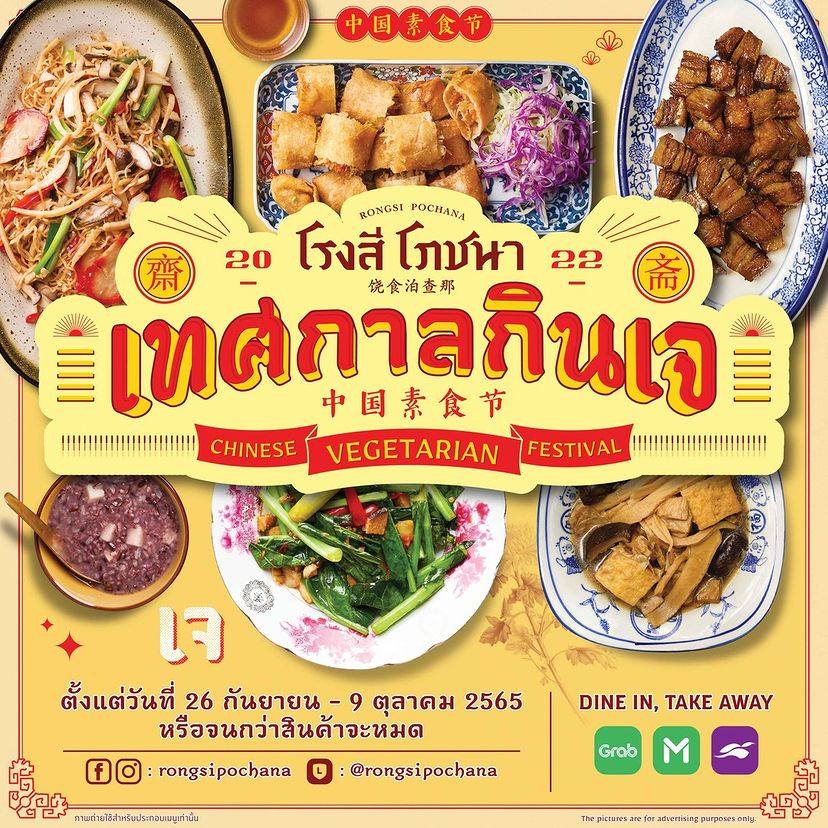 中国素食节
RONGSI POCHANA
齋 20 โรงสี โภชนา 22 斋
饶食泊查那
เทศกาลกินเจ
中国素食节
CHINESE VEGETARIAN FESTIVAL
เจ
ตั้งแต่วันที่ 26 กันยายน - 9 ตุลาคม 2565
หรือจนกว่าสินค้าจะหมด
: rongsipochana : @rongsipochana
DINE IN, TAKE AWAY
Grab M
ภาพถ่ายใช้สำหรับประกอบเมนูเท่านั้น
The pictures are for advertising purposes only.